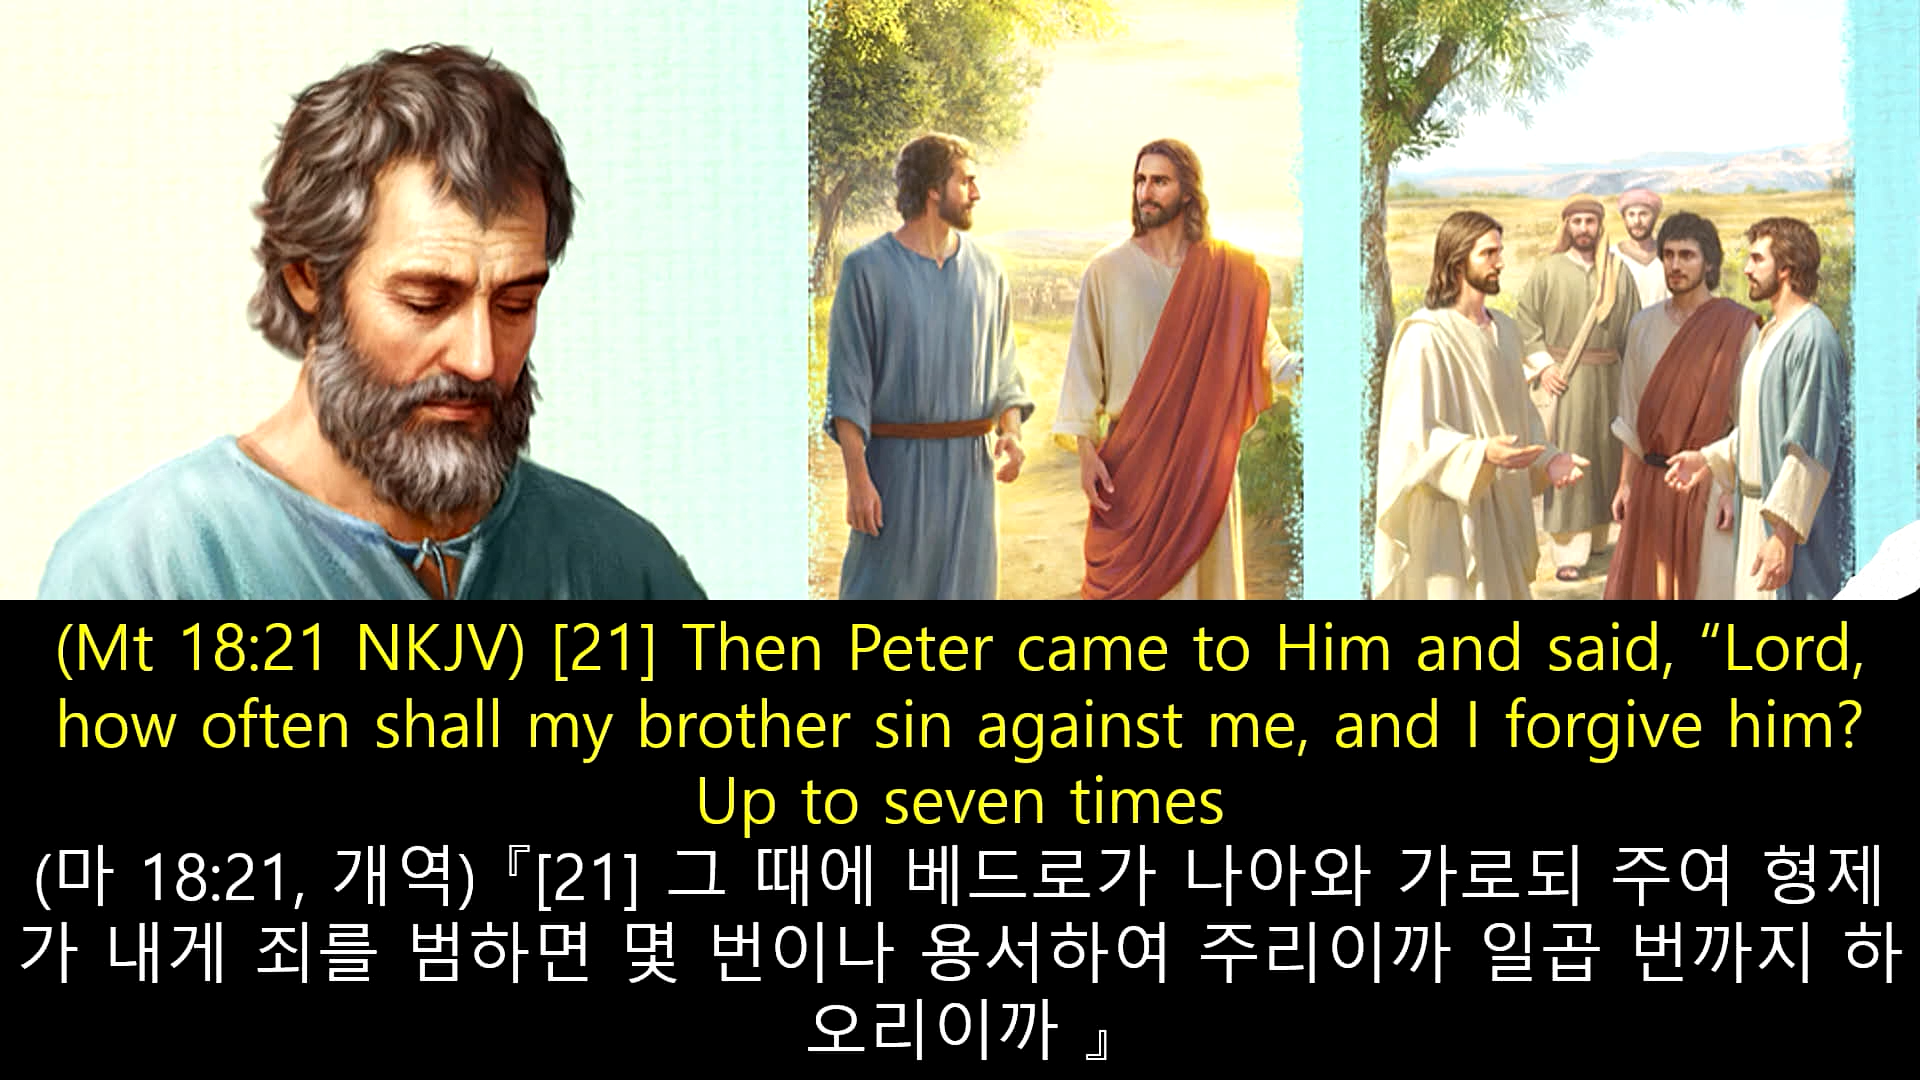 (Mt 18:21 NKJV) [21] Then Peter came to Him and said, “Lord,
how often shall my brother sin against me, and I forgive him?
Up to seven times
(마 18:21, 개역)『[21] 그 때에 베드로가 나아와 가로되 주여 형제
가 내게 죄를 범하면 몇 번이나 용서하여 주리이까 일곱 번까지 하
오리이까 』